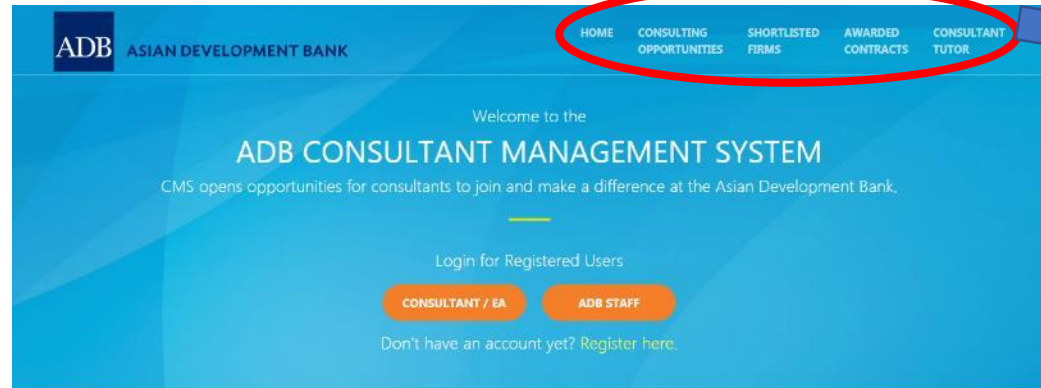 ADB ASIAN DEVELOPMENT BANK
HOME CONSULTING OPPORTUNITIES SHORTLISTED FIRMS AWARDED CONTRACTS CONSULTANT TUTOR
Welcome to the
ADB CONSULTANT MANAGEMENT SYSTEM
CMS opens opportunities for consultants to join and make a difference at the Asian Development Bank.
Login for Registered Users
CONSULTANT / EA ADB STAFF
Don't have an account yet? Register here.